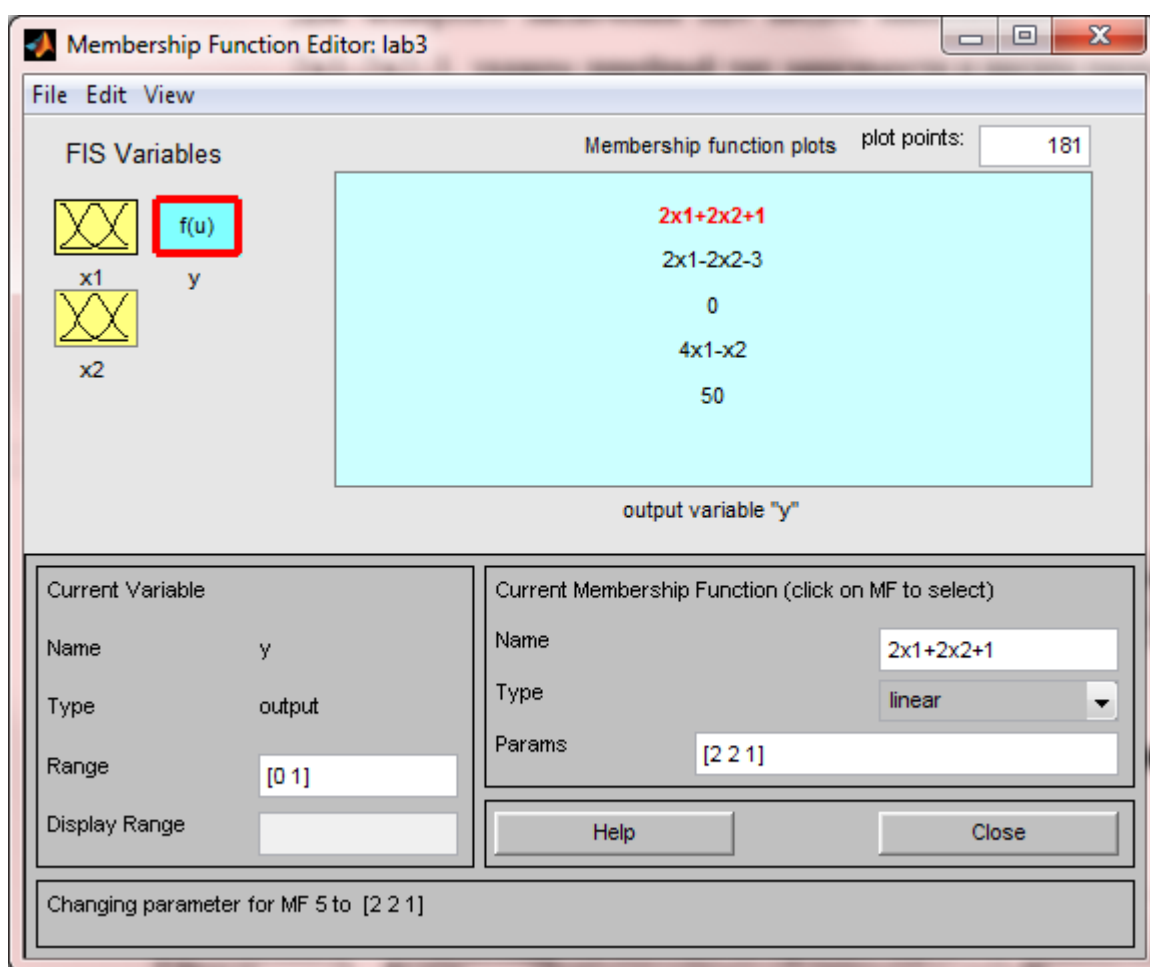 Membership Function Editor: lab3
File Edit View
FIS Variables
Membership function plots
plot points:
181
f(u)
x1
y
x2
2x1+2x2+1
2x1-2x2-3
0
4x1-x2
50
output variable "y"
Current Variable
Name y
Type output
Range [0 1]
Display Range
Current Membership Function (click on MF to select)
Name 2x1+2x2+1
Type linear
Params [2 2 1]
Help
Close
Changing parameter for MF 5 to [2 2 1]